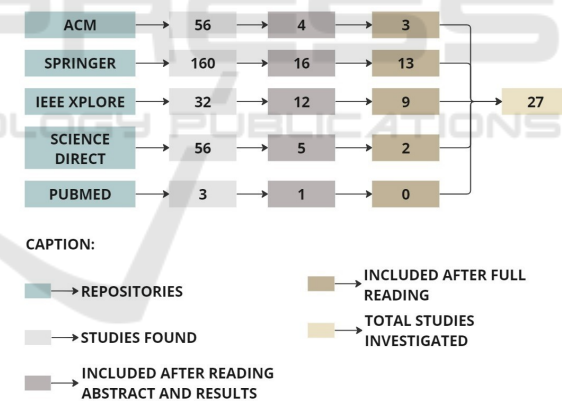 ACM 56 4 3
SPRINGER 160 16 13
IEEE XPLORE 32 12 9 27
SCIENCE
DIRECT 56 5 2
PUBMED 3 1 0
CAPTION:
REPOSITORIES
STUDIES FOUND
INCLUDED AFTER READING
ABSTRACT AND RESULTS
INCLUDED AFTER FULL
READING
TOTAL STUDIES
INVESTIGATED